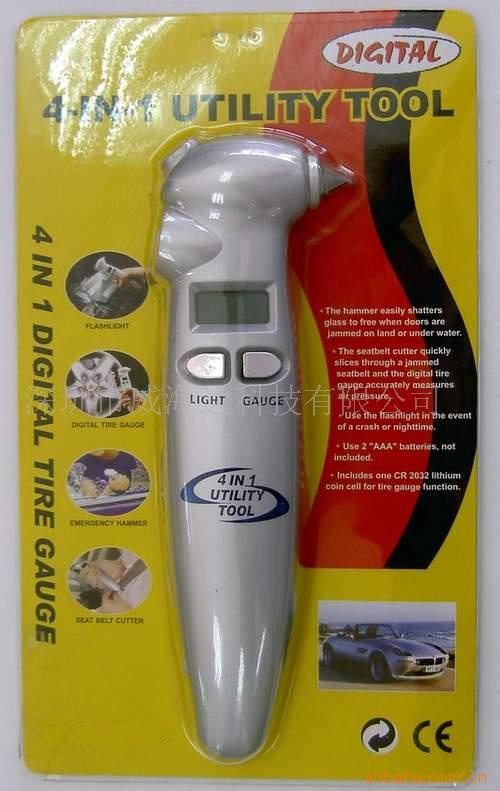 DIGITAL
4-IN-1 UTILITY TOOL
4 IN 1 DIGITAL TIRE GAUGE
FLASHLIGHT
DIGITAL TIRE GAUGE
EMERGENCY HAMMER
SEAT BELT CUTTER
LIGHT GAUGE
4 IN 1
UTILITY
TOOL
• The hammer easily shatters
glass to free when doors are
jammed on land or under water.
• The seatbelt cutter quickly
slices through a jammed
seatbelt and the digital tire
gauge accurately measures
air pressure.
• Use the flashlight in the event
of a crash or nighttime.
• Use 2 "AAA" batteries, not
included.
• Includes one CR 2032 lithium
coin cell for tire gauge function.
CE
alibaba.com.cn